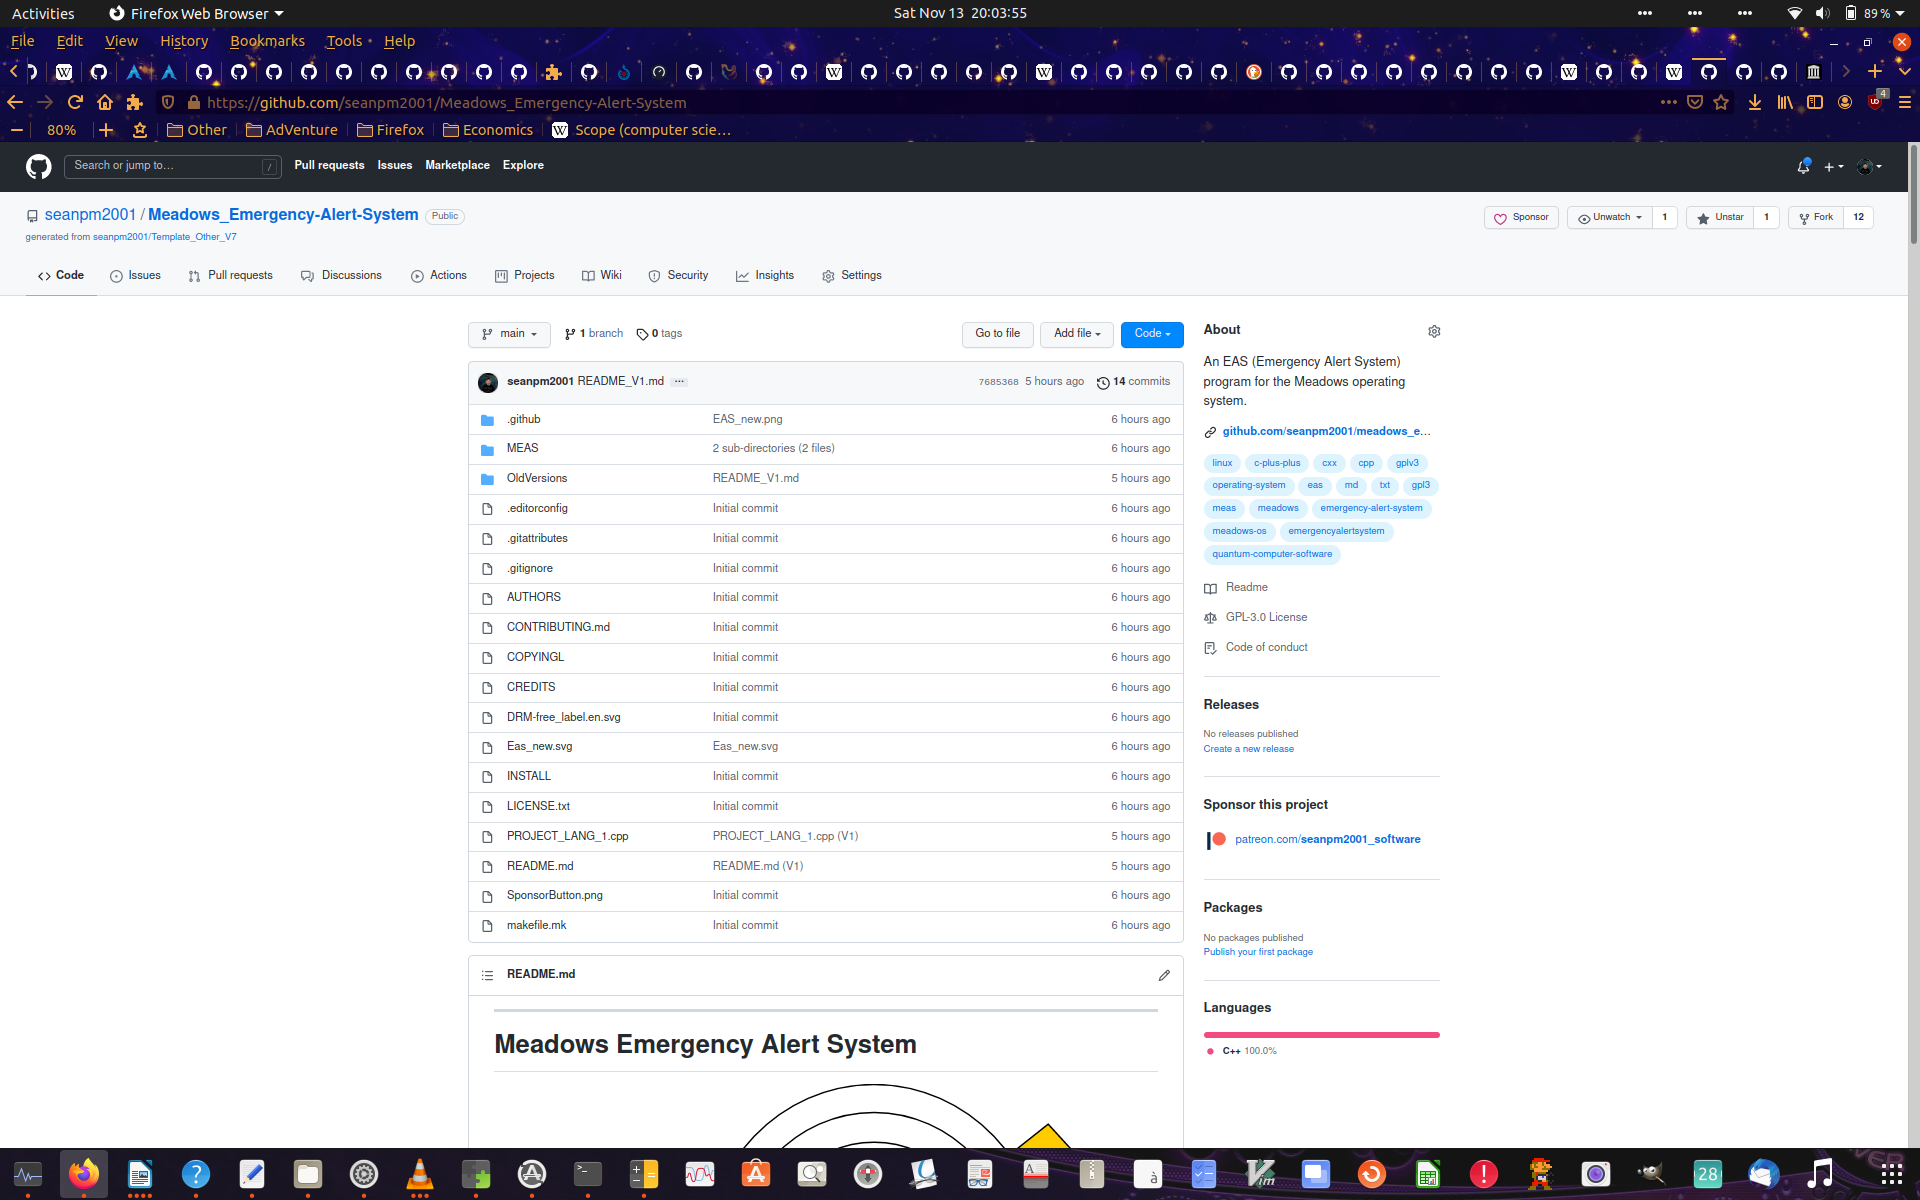 Activities Firefox Web Browser Sat Nov 13 20:03:55 89 %
File Edit View History Bookmarks Tools Help
https://github.com/seanpm2001/Meadows_Emergency-Alert-System 4
80% Other AdVenture Firefox Economics Scope (computer scie…
Search or jump to… / Pull requests Issues Marketplace Explore
seanpm2001 / Meadows_Emergency-Alert-System Public Sponsor Unwatch 1 Unstar 1 Fork 12
generated from seanpm2001/Template_Other_V7
Code Issues Pull requests Discussions Actions Projects Wiki Security Insights Settings
main 1 branch 0 tags Go to file Add file Code
seanpm2001 README_V1.md ... 7685368 5 hours ago 14 commits
.github EAS_new.png 6 hours ago
MEAS 2 sub-directories (2 files) 6 hours ago
OldVersions README_V1.md 5 hours ago
.editorconfig Initial commit 6 hours ago
.gitattributes Initial commit 6 hours ago
.gitignore Initial commit 6 hours ago
AUTHORS Initial commit 6 hours ago
CONTRIBUTING.md Initial commit 6 hours ago
COPYINGL Initial commit 6 hours ago
CREDITS Initial commit 6 hours ago
DRM-free_label.en.svg Initial commit 6 hours ago
Eas_new.svg Eas_new.svg 6 hours ago
INSTALL Initial commit 6 hours ago
LICENSE.txt Initial commit 6 hours ago
PROJECT_LANG_1.cpp PROJECT_LANG_1.cpp (V1) 5 hours ago
README.md README.md (V1) 5 hours ago
SponsorButton.png Initial commit 6 hours ago
makefile.mk Initial commit 6 hours ago
README.md
Meadows Emergency Alert System
About
An EAS (Emergency Alert System)
program for the Meadows operating
system.
github.com/seanpm2001/meadows_e...
linux c-plus-plus cxx cpp gplv3
operating-system eas md txt gpl3
meas meadows emergency-alert-system
meadows-os emergencyalertsystem
quantum-computer-software
Readme
GPL-3.0 License
Code of conduct
Releases
No releases published
Create a new release
Sponsor this project
patreon.com/seanpm2001_software
Packages
No packages published
Publish your first package
Languages
C++ 100.0%
28